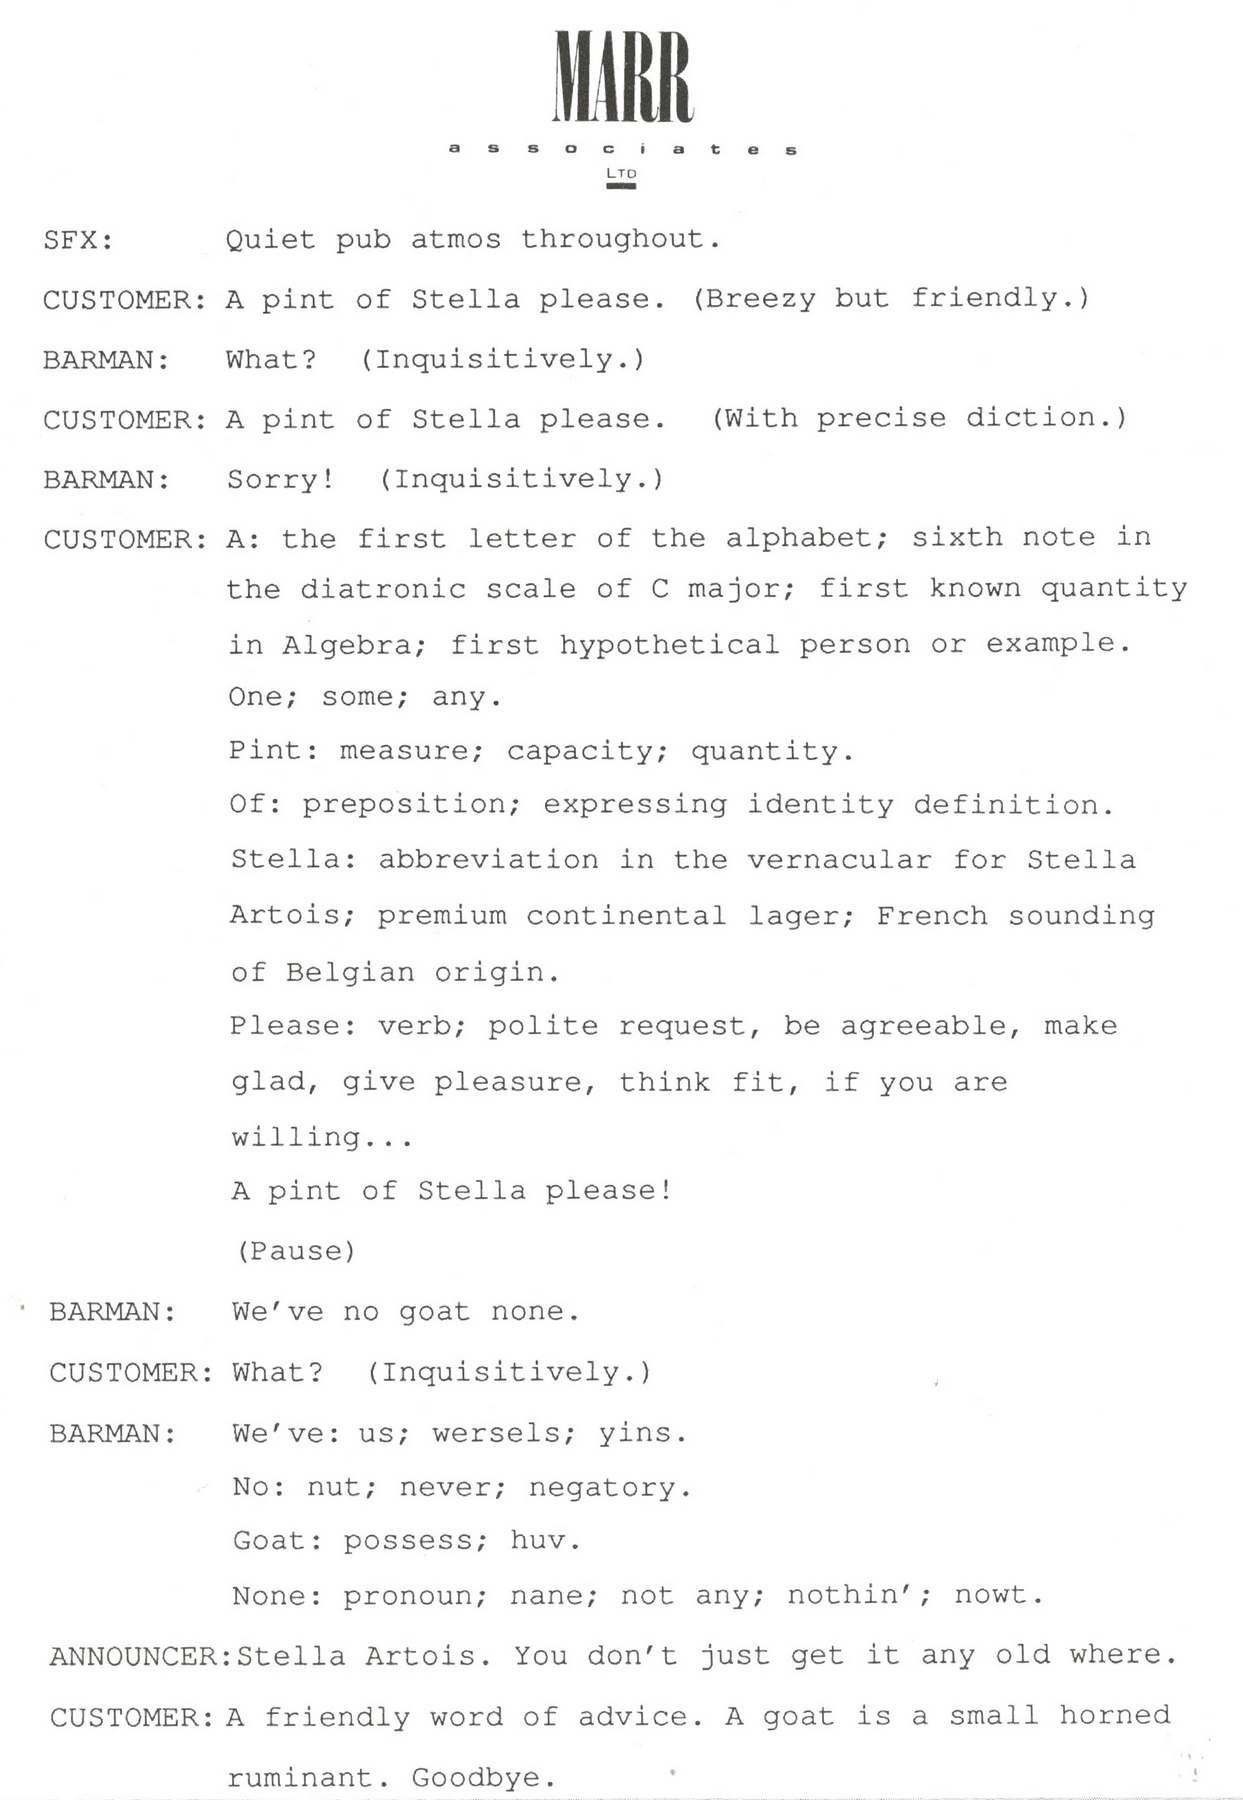 MARR
associates
LTD
SFX: Quiet pub atmos throughout.
CUSTOMER: A pint of Stella please. (Breezy but friendly.)
BARMAN: What? (Inquisitively.)
CUSTOMER: A pint of Stella please. (With precise diction.)
BARMAN: Sorry! (Inquisitively.)
CUSTOMER: A: the first letter of the alphabet; sixth note in
the diatronic scale of C major; first known quantity
in Algebra; first hypothetical person or example.
One; some; any.
Pint: measure; capacity; quantity.
Of: preposition; expressing identity definition.
Stella: abbreviation in the vernacular for Stella
Artois; premium continental lager; French sounding
of Belgian origin.
Please: verb; polite request, be agreeable, make
glad, give pleasure, think fit, if you are
willing...
A pint of Stella please!
(Pause)
BARMAN: We've no goat none.
CUSTOMER: What? (Inquisitively.)
BARMAN: We've: us; wersels; yins.
No: nut; never; negatory.
Goat: possess; huv.
None: pronoun; nane; not any; nothin'; nowt.
ANNOUNCER:Stella Artois. You don't just get it any old where.
CUSTOMER: A friendly word of advice. A goat is a small horned
ruminant. Goodbye.